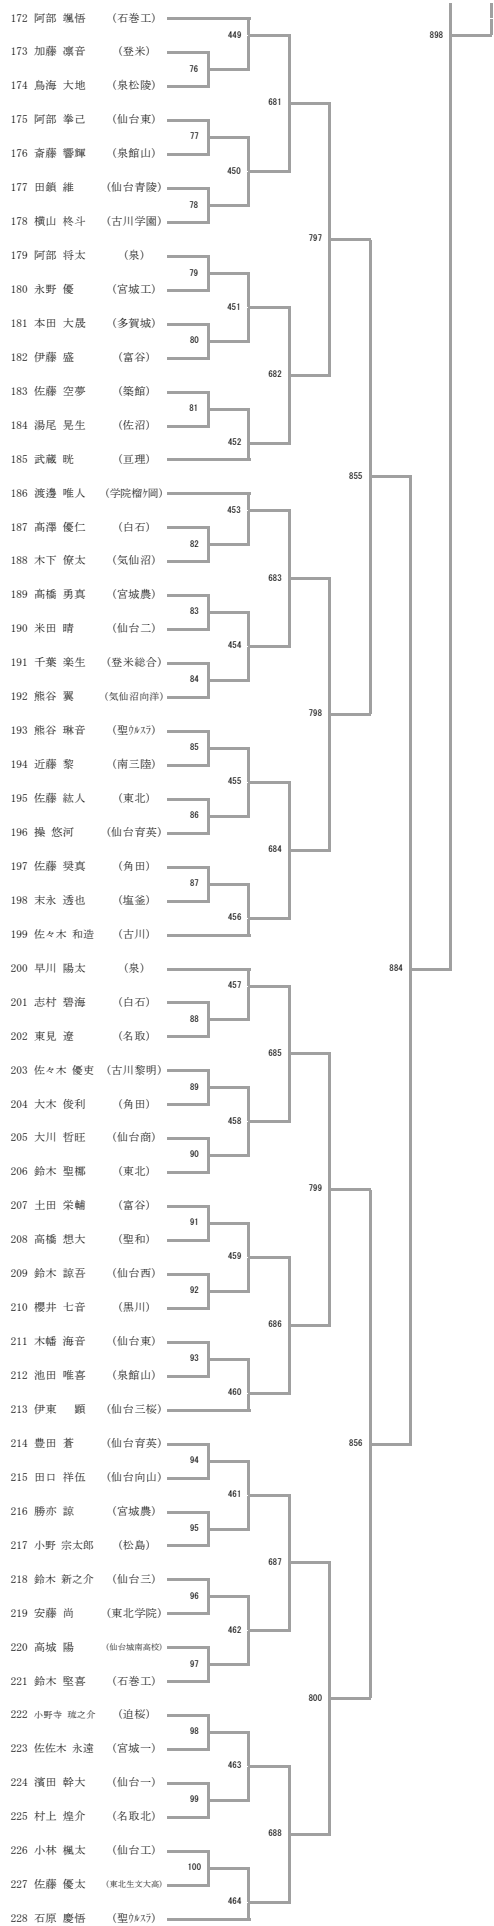 172 阿部 颯悟 (石巻工)
173 加藤 凛音 (登米)
174 鳥海 大地 (泉松陵)
175 阿部 拳己 (仙台東)
176 斎藤 響輝 (泉館山)
177 田鎖 維 (仙台青陵)
178 横山 柊斗 (古川学園)
179 阿部 将太 (泉)
180 永野 優 (宮城工)
181 本田 大晟 (多賀城)
182 伊藤 盛 (富谷)
183 佐藤 空夢 (築館)
184 湯尾 晃生 (佐沼)
185 武蔵 晄 (亘理)
186 渡邊 唯人 (学院榴ケ岡)
187 髙澤 優仁 (白石)
188 木下 僚太 (気仙沼)
189 髙橋 勇真 (宮城農)
190 米田 晴 (仙台二)
191 千葉 楽生 (登米総合)
192 熊谷 翼 (気仙沼向洋)
193 熊谷 琳音 (聖ウルスラ)
194 近藤 黎 (南三陸)
195 佐藤 紘人 (東北)
196 操 悠河 (仙台育英)
197 佐藤 奨真 (角田)
198 末永 透也 (塩釜)
199 佐々木 和造 (古川)
200 早川 陽太 (泉)
201 志村 碧海 (白石)
202 東見 遼 (名取)
203 佐々木 優吏 (古川黎明)
204 大木 俊利 (角田)
205 大川 哲旺 (仙台商)
206 鈴木 聖梛 (東北)
207 土田 栄輔 (富谷)
208 高橋 想大 (聖和)
209 鈴木 諒吾 (仙台西)
210 櫻井 七音 (黒川)
211 木幡 海音 (仙台東)
212 池田 唯喜 (泉館山)
213 伊東 顕 (仙台三桜)
214 豊田 蒼 (仙台育英)
215 田口 祥伍 (仙台向山)
216 勝亦 諒 (宮城農)
217 小野 宗太郎 (松島)
218 鈴木 新之介 (仙台三)
219 安藤 尚 (東北学院)
220 高城 陽 (仙台城南高校)
221 鈴木 堅喜 (石巻工)
222 小野寺 琉之介 (迫桜)
223 佐佐木 永遠 (宮城一)
224 濱田 幹大 (仙台一)
225 村上 煌介 (名取北)
226 小林 楓太 (仙台工)
227 佐藤 優太 (東北生文大高)
228 石原 慶悟 (聖ウルスラ)
76
77
78
79
80
81
82
83
84
85
86
87
88
89
90
91
92
93
94
95
96
97
98
99
100
449
450
451
452
453
454
455
456
457
458
459
460
461
462
463
464
681
682
683
684
685
686
687
688
797
798
799
800
855
856
884
898